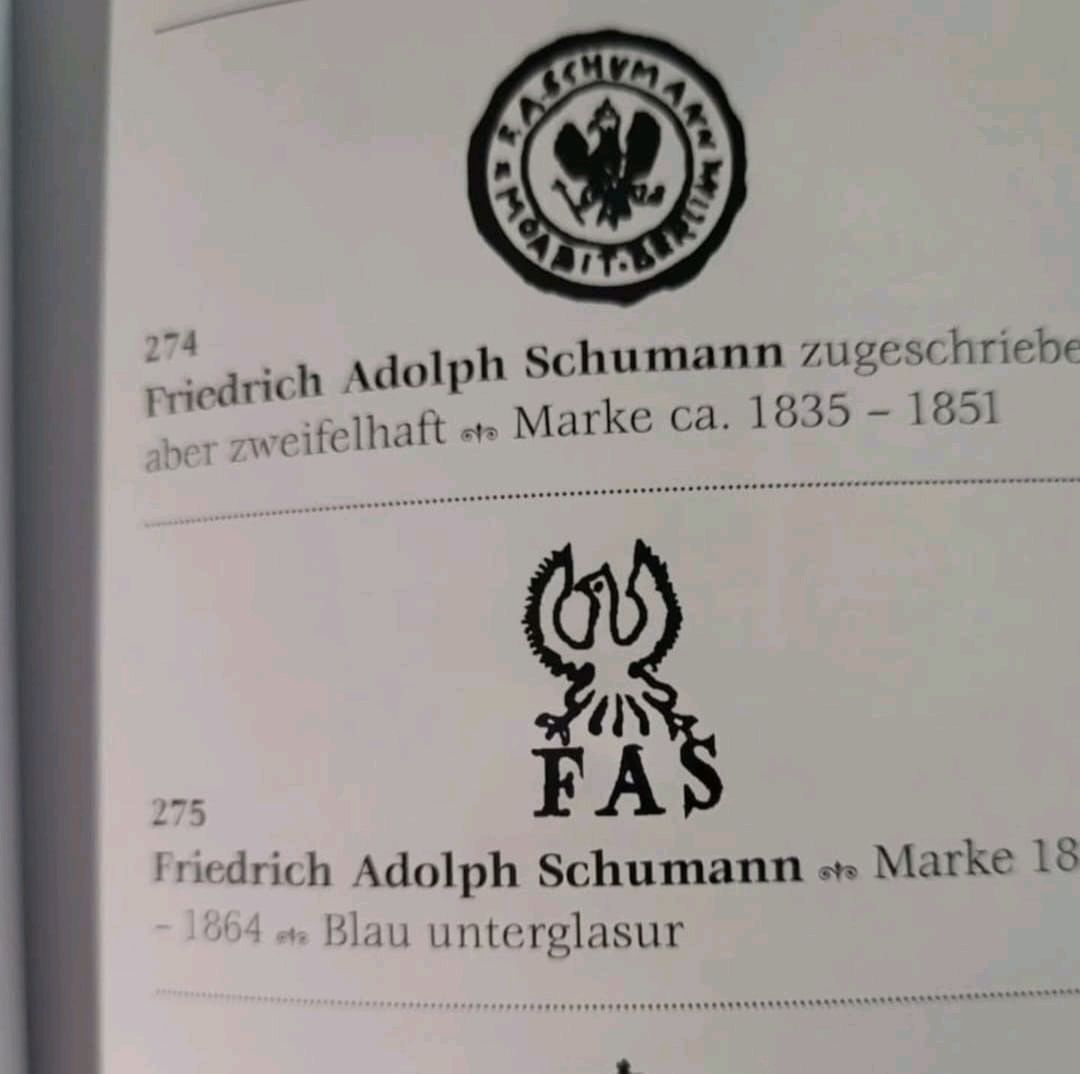 F.A.SCHUMANN
MOABIT·BERLIN
274
Friedrich Adolph Schumann zugeschriebe
aber zweifelhaft Marke ca. 1835 – 1851
FAS
275
Friedrich Adolph Schumann Marke 18
– 1864 Blau unterglasur